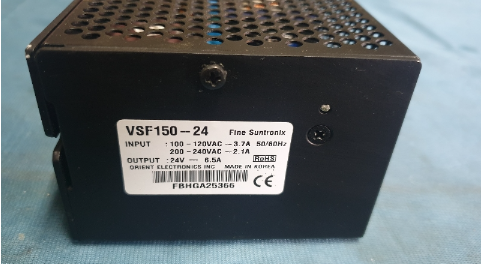 VSF150-24 Fine Suntronix
INPUT : 100-120VAC ~ 3.7A 50/60Hz
200-240VAC ~ 2.1A
OUTPUT : 24V ⎓ 6.5A RoHS
ORIENT ELECTRONICS INC. MADE IN KOREA
FBHGA25366 CE